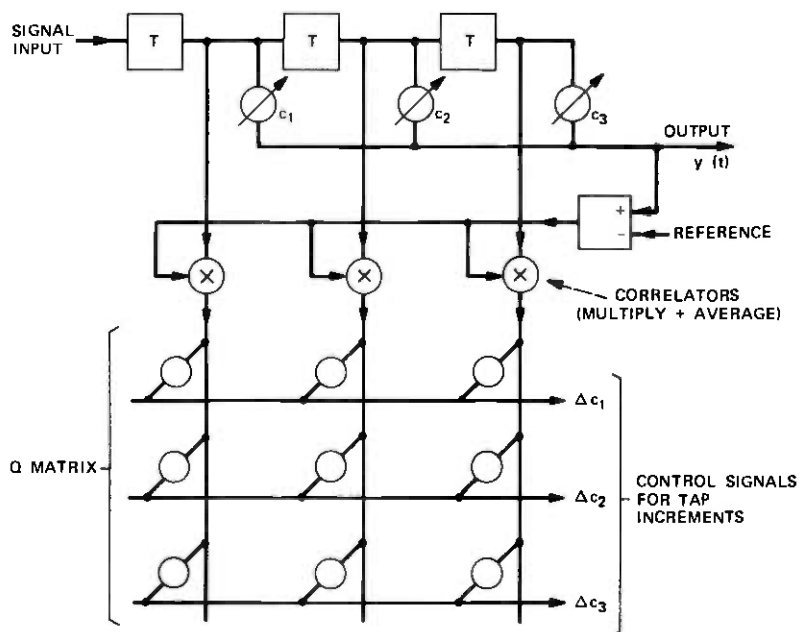 SIGNAL
INPUT
T
T
T
c1
c2
c3
OUTPUT
y (t)
+
−
REFERENCE
×
×
×
CORRELATORS
(MULTIPLY + AVERAGE)
Δc1
Q MATRIX
Δc2
CONTROL SIGNALS
FOR TAP
INCREMENTS
Δc3